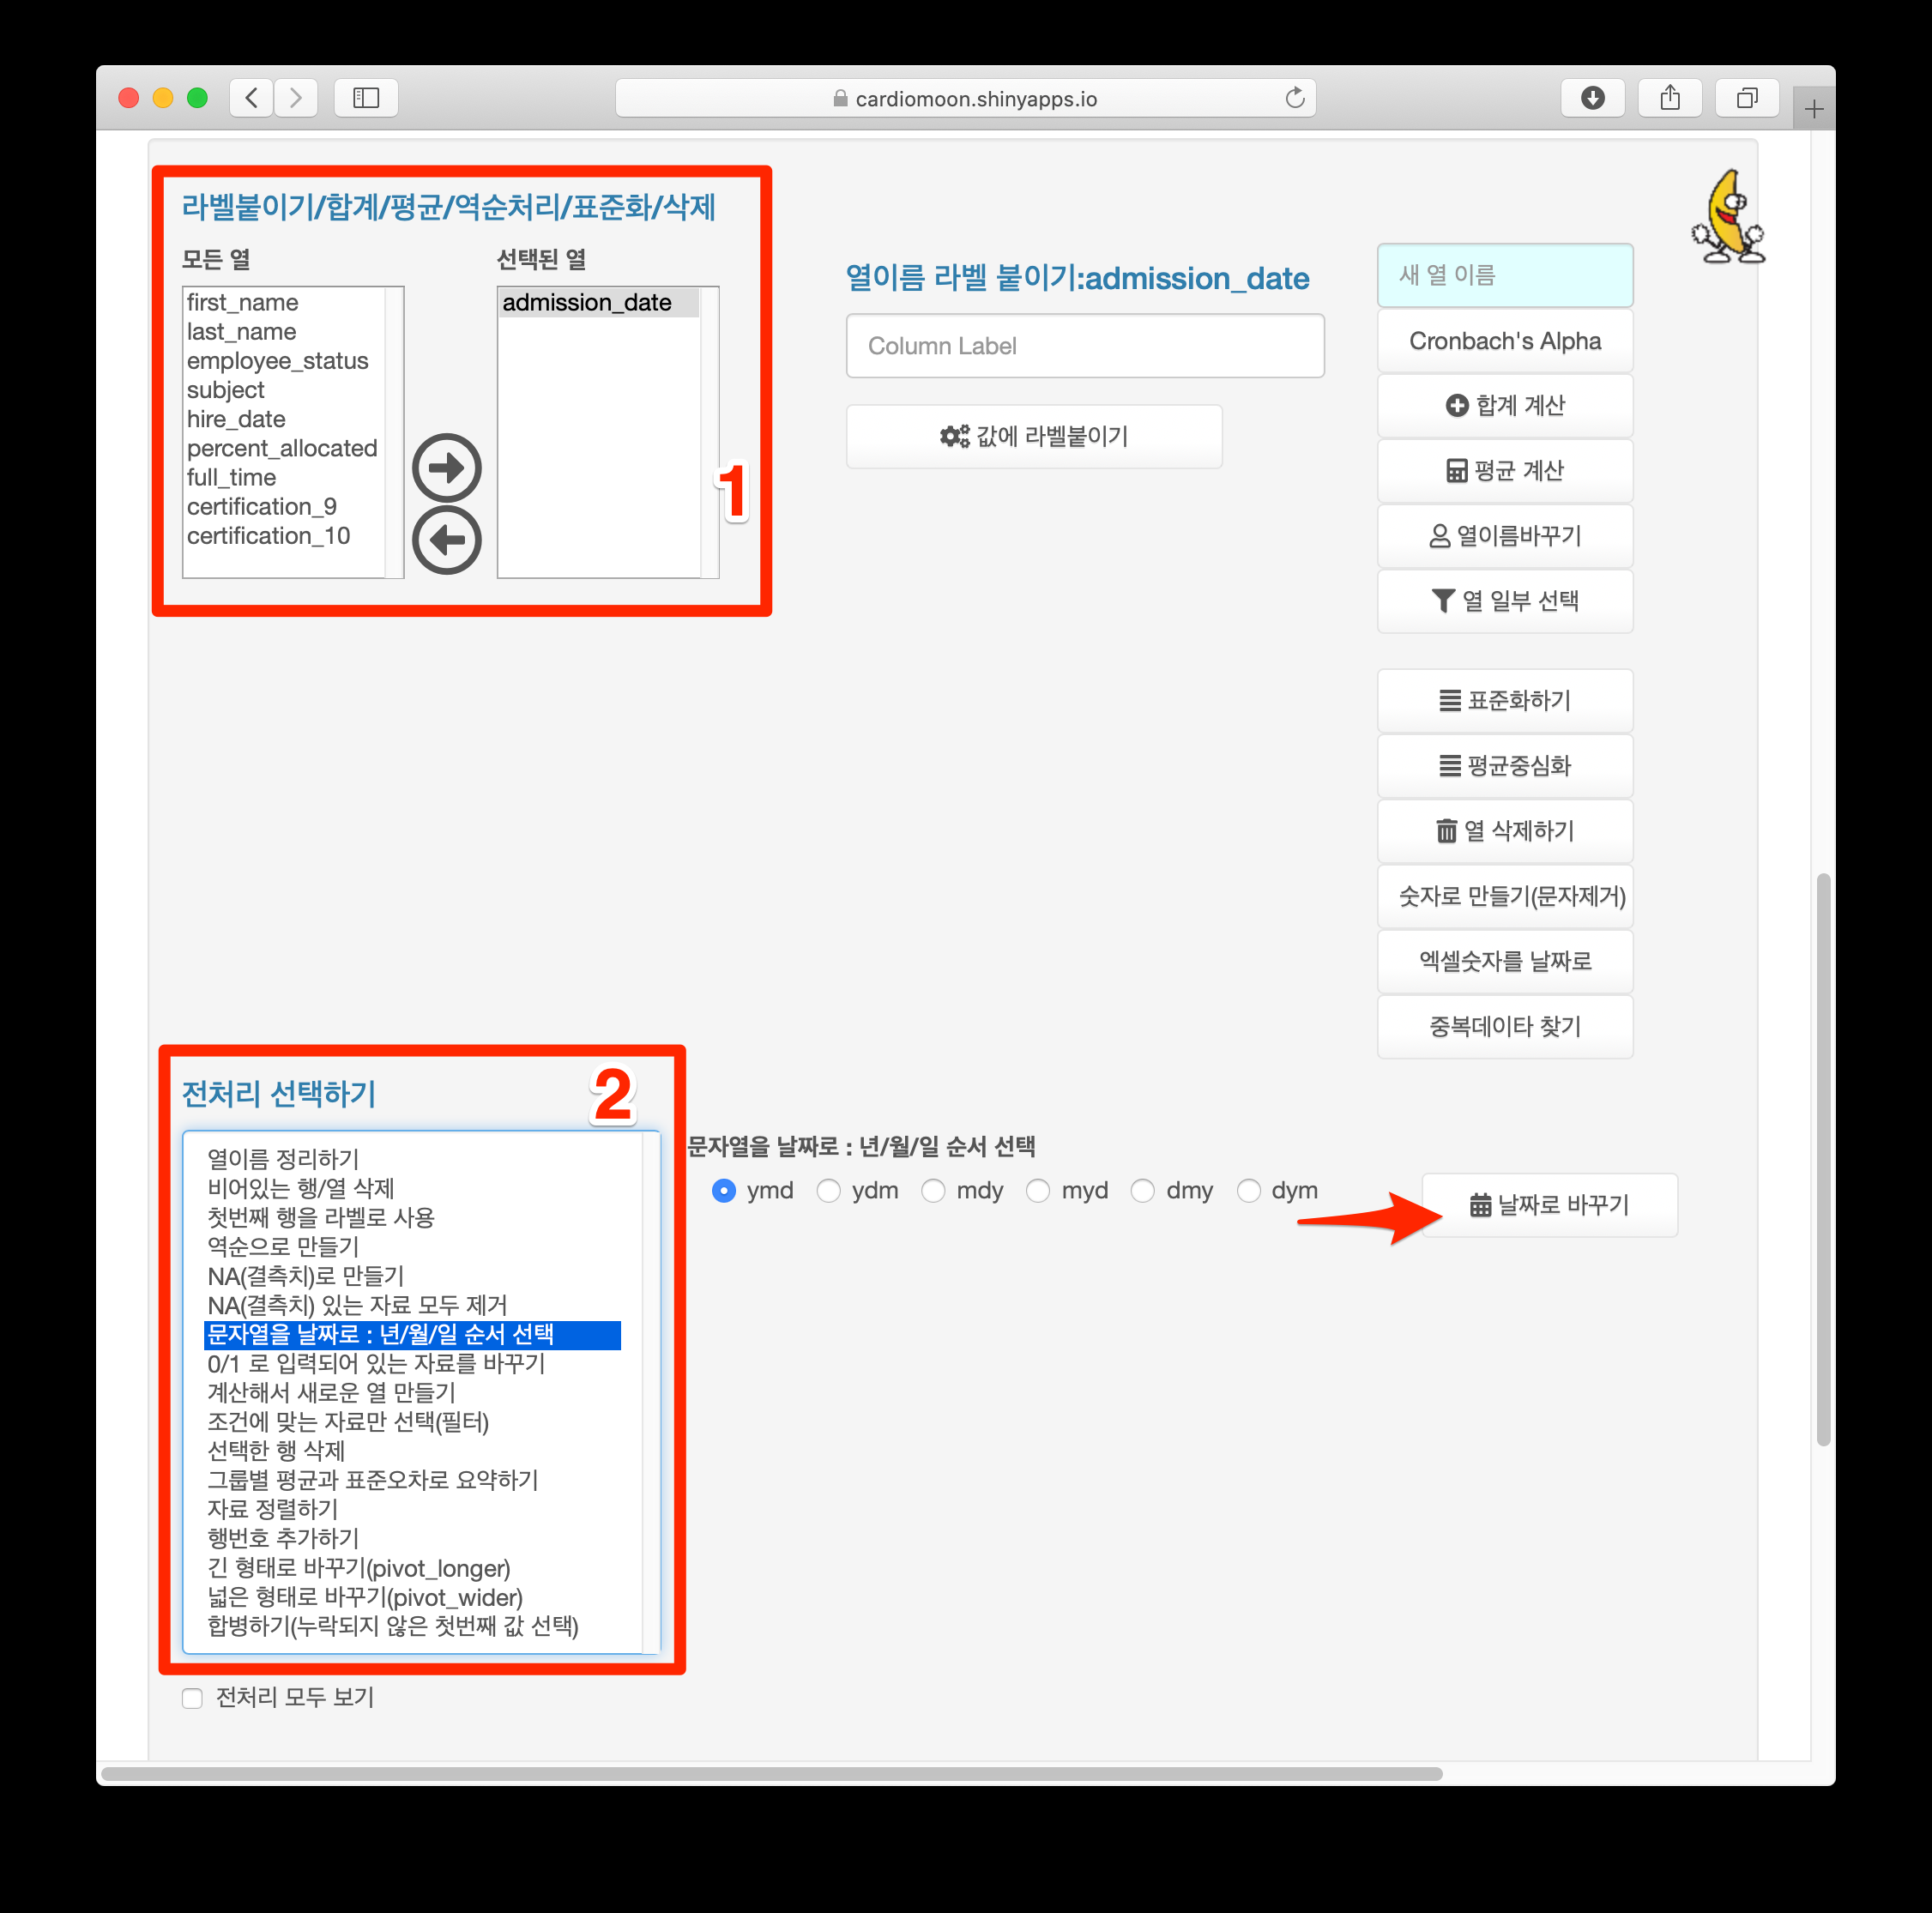 cardiomoon.shinyapps.io
라벨붙이기/합계/평균/역순처리/표준화/삭제
모든 열
선택된 열
first_name
last_name
employee_status
subject
hire_date
percent_allocated
full_time
certification_9
certification_10
admission_date
1
열이름 라벨 붙이기:admission_date
Column Label
값에 라벨붙이기
새 열 이름
Cronbach's Alpha
합계 계산
평균 계산
열이름바꾸기
열 일부 선택
표준화하기
평균중심화
열 삭제하기
숫자로 만들기(문자제거)
엑셀숫자를 날짜로
중복데이타 찾기
전처리 선택하기
2
열이름 정리하기
비어있는 행/열 삭제
첫번째 행을 라벨로 사용
역순으로 만들기
NA(결측치)로 만들기
NA(결측치) 있는 자료 모두 제거
문자열을 날짜로 : 년/월/일 순서 선택
0/1 로 입력되어 있는 자료를 바꾸기
계산해서 새로운 열 만들기
조건에 맞는 자료만 선택(필터)
선택한 행 삭제
그룹별 평균과 표준오차로 요약하기
자료 정렬하기
행번호 추가하기
긴 형태로 바꾸기(pivot_longer)
넓은 형태로 바꾸기(pivot_wider)
합병하기(누락되지 않은 첫번째 값 선택)
문자열을 날짜로 : 년/월/일 순서 선택
ymd ydm mdy myd dmy dym
날짜로 바꾸기
전처리 모두 보기